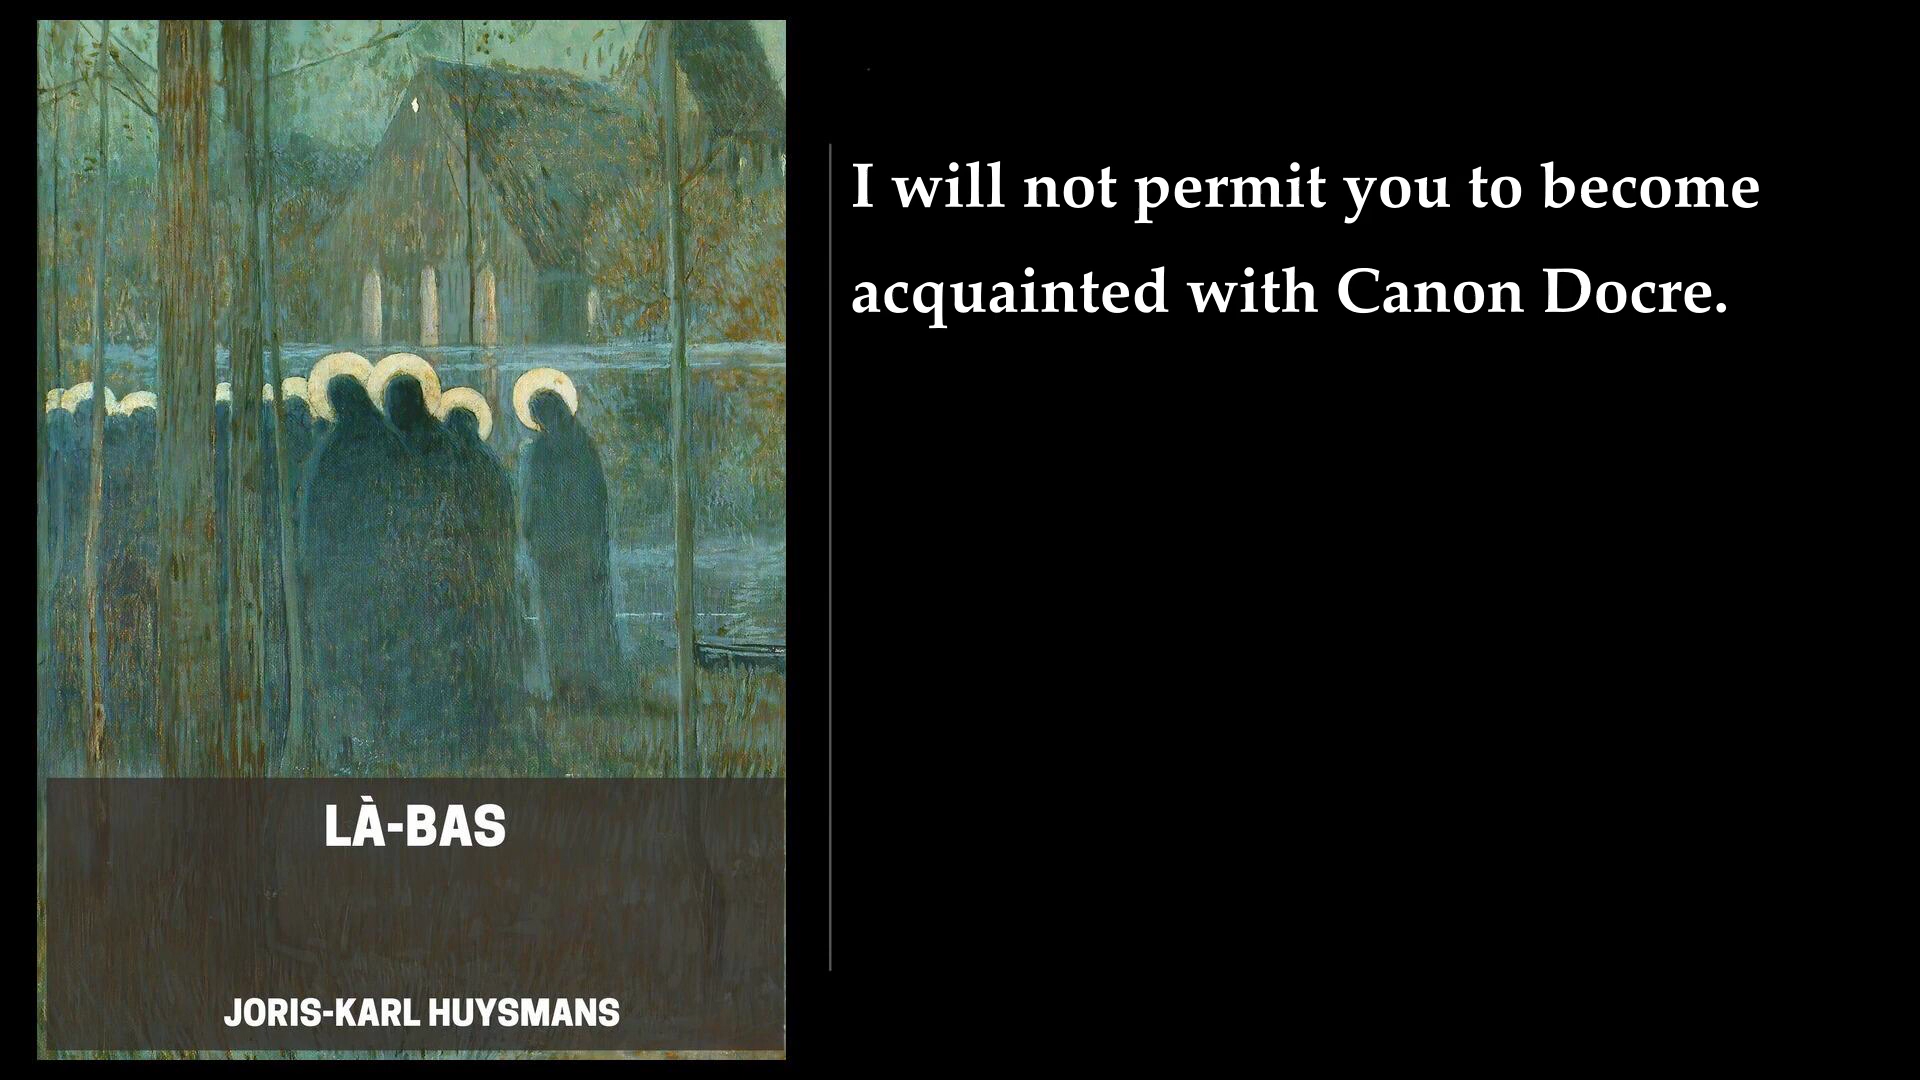 LÀ-BAS
JORIS-KARL HUYSMANS
I will not permit you to become
acquainted with Canon Docre.